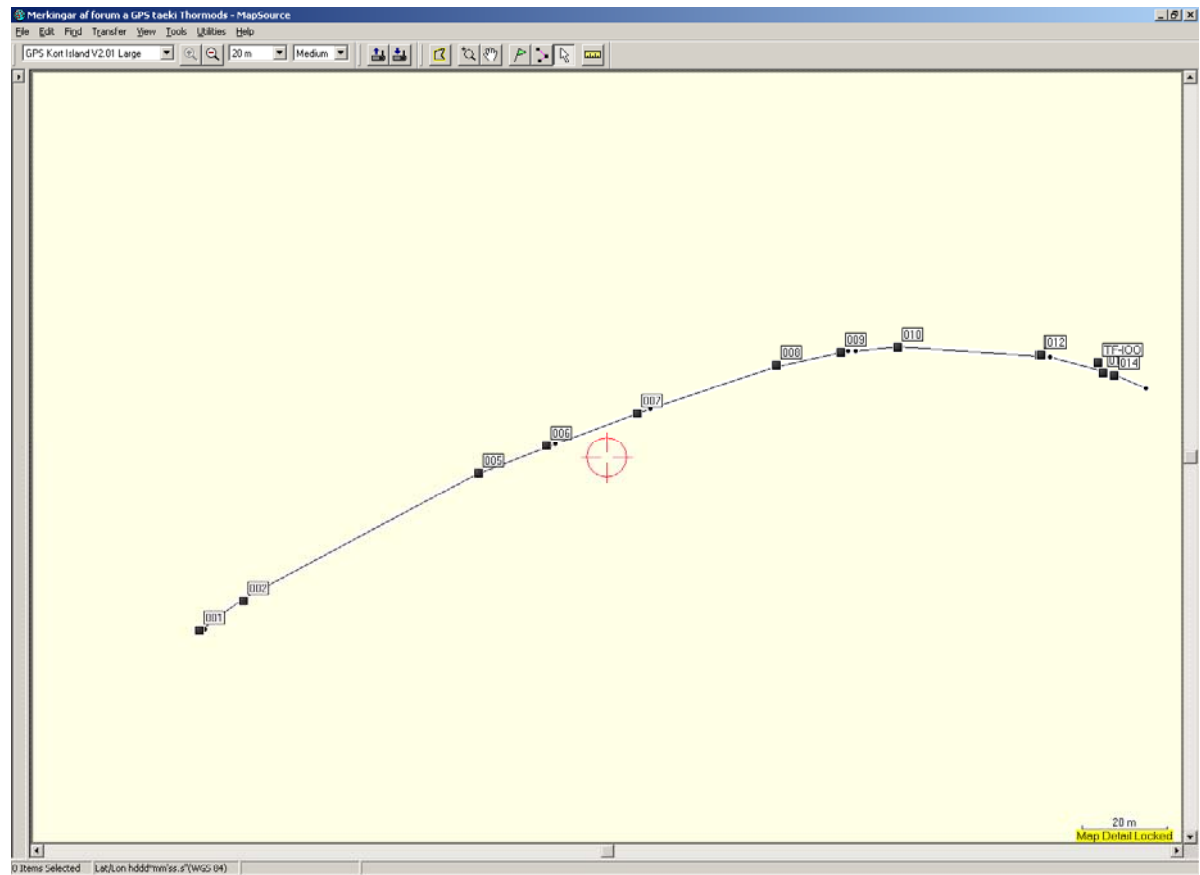 Merkingar af forum a GPS taeki Thormods - MapSource
File Edit Find Transfer View Tools Utilities Help
GPS Kort Island V2.01 Large 20 m Medium
010
012
009
TF-IOO
008
014
007
006
005
002
001
20 m
Map Detail Locked
0 Items Selected Lat/Lon hddd°mm'ss.s"(WGS 84)